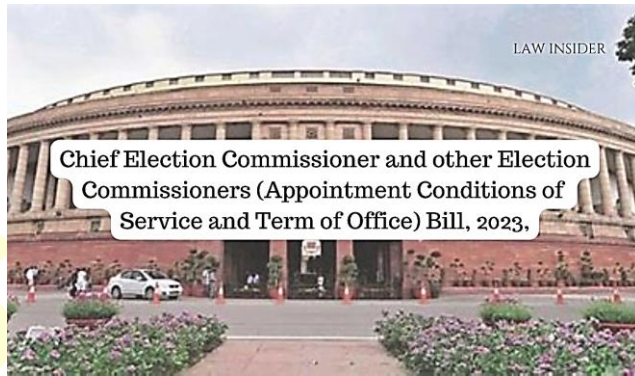 LAW INSIDER
Chief Election Commissioner and other Election
Commissioners (Appointment Conditions of
Service and Term of Office) Bill, 2023,